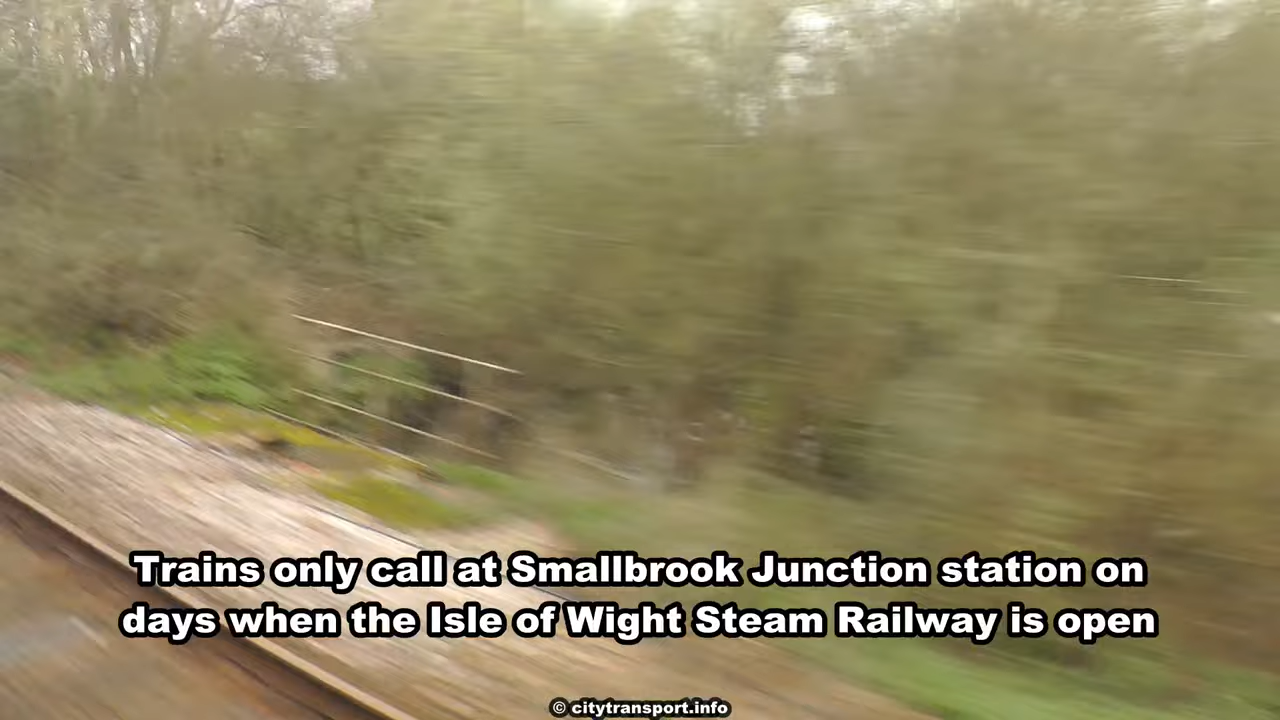 Trains only call at Smallbrook Junction station on
days when the Isle of Wight Steam Railway is open
© citytransport.info